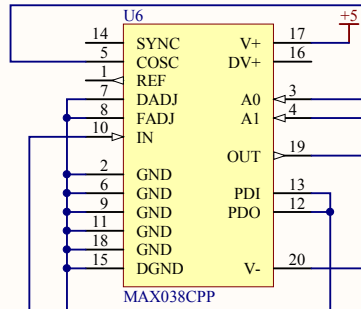 U6
+5
14 SYNC V+ 17
5 COSC DV+ 16
1 REF
7 DADJ A0 3
8 FADJ A1 4
10 IN
OUT 19
2 GND
6 GND PDI 13
9 GND PDO 12
11 GND
18 GND
15 DGND V- 20
MAX038CPP